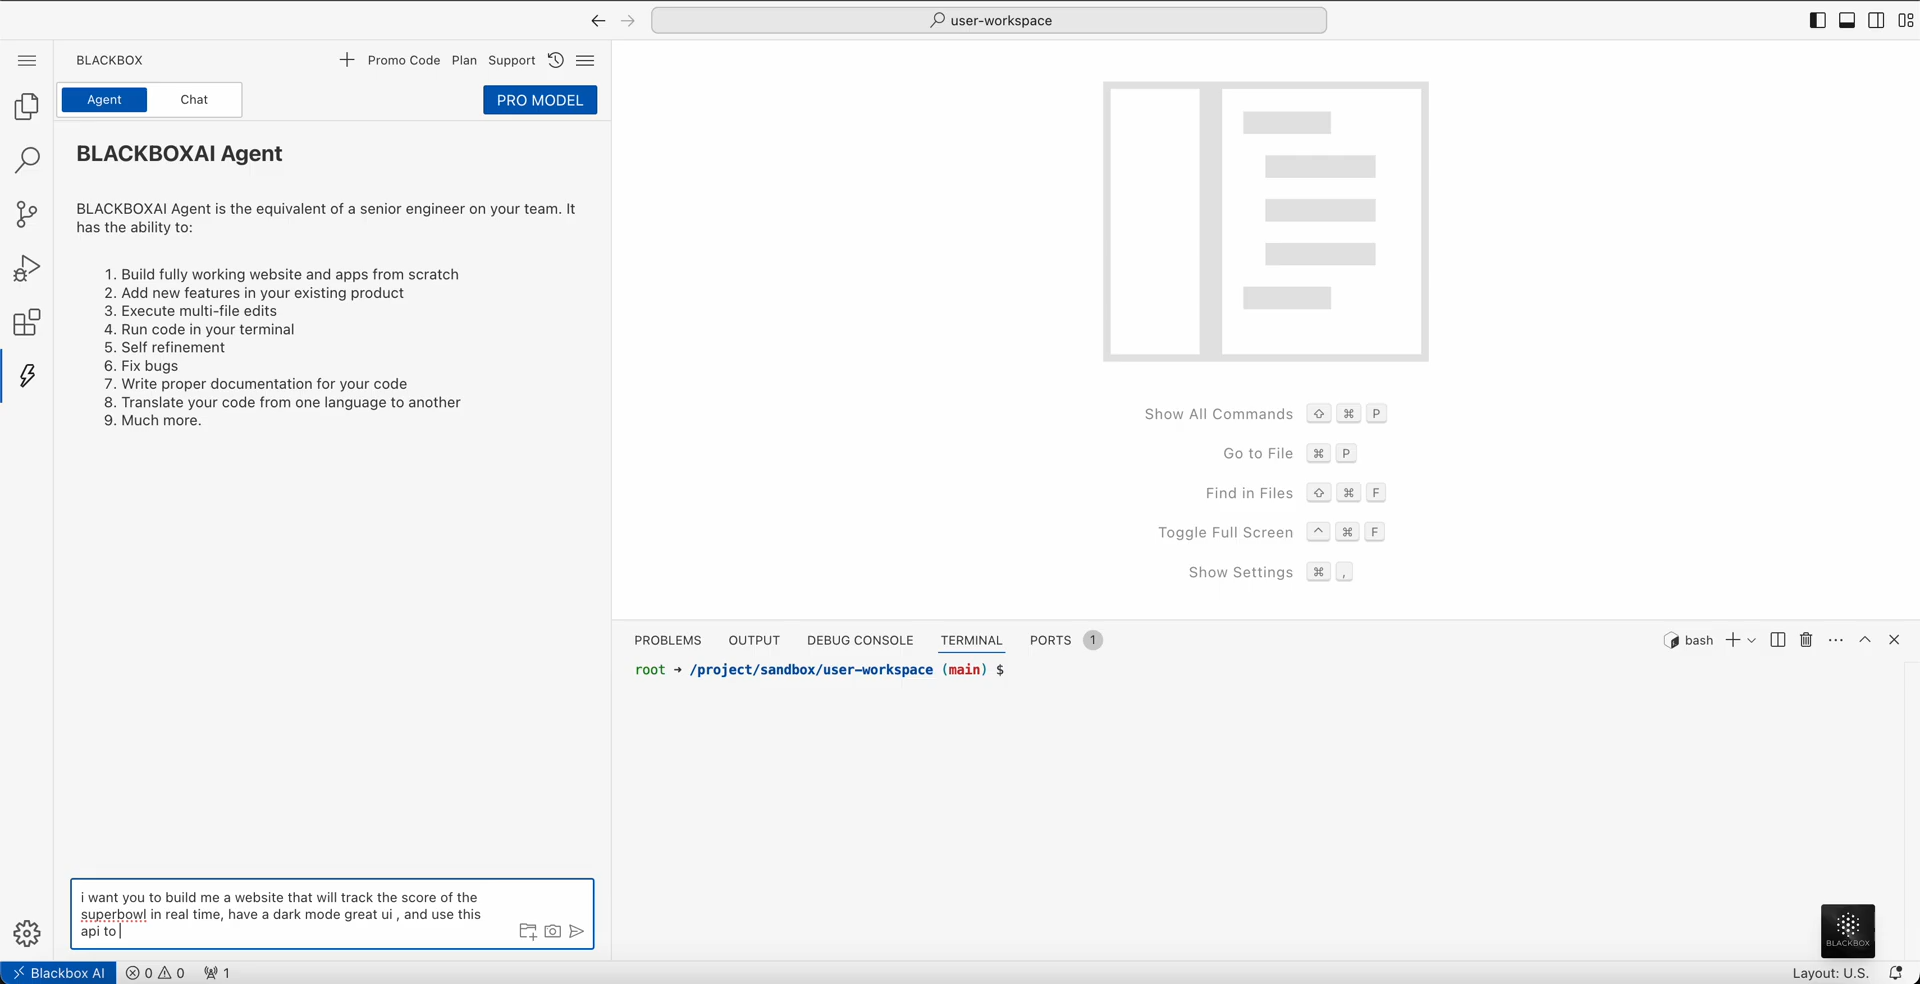 user-workspace
BLACKBOX
Promo Code Plan Support
Agent Chat
PRO MODEL
BLACKBOXAI Agent
BLACKBOXAI Agent is the equivalent of a senior engineer on your team. It
has the ability to:
1. Build fully working website and apps from scratch
2. Add new features in your existing product
3. Execute multi-file edits
4. Run code in your terminal
5. Self refinement
6. Fix bugs
7. Write proper documentation for your code
8. Translate your code from one language to another
9. Much more.
Show All Commands ⇧ ⌘ P
Go to File ⌘ P
Find in Files ⇧ ⌘ F
Toggle Full Screen ^ ⌘ F
Show Settings ⌘ ,
PROBLEMS OUTPUT DEBUG CONSOLE TERMINAL PORTS 1
bash
root → /project/sandbox/user-workspace (main) $
i want you to build me a website that will track the score of the
superbowl in real time, have a dark mode great ui , and use this
api to
BLACKBOX
Blackbox AI 0 0 1
Layout: U.S.